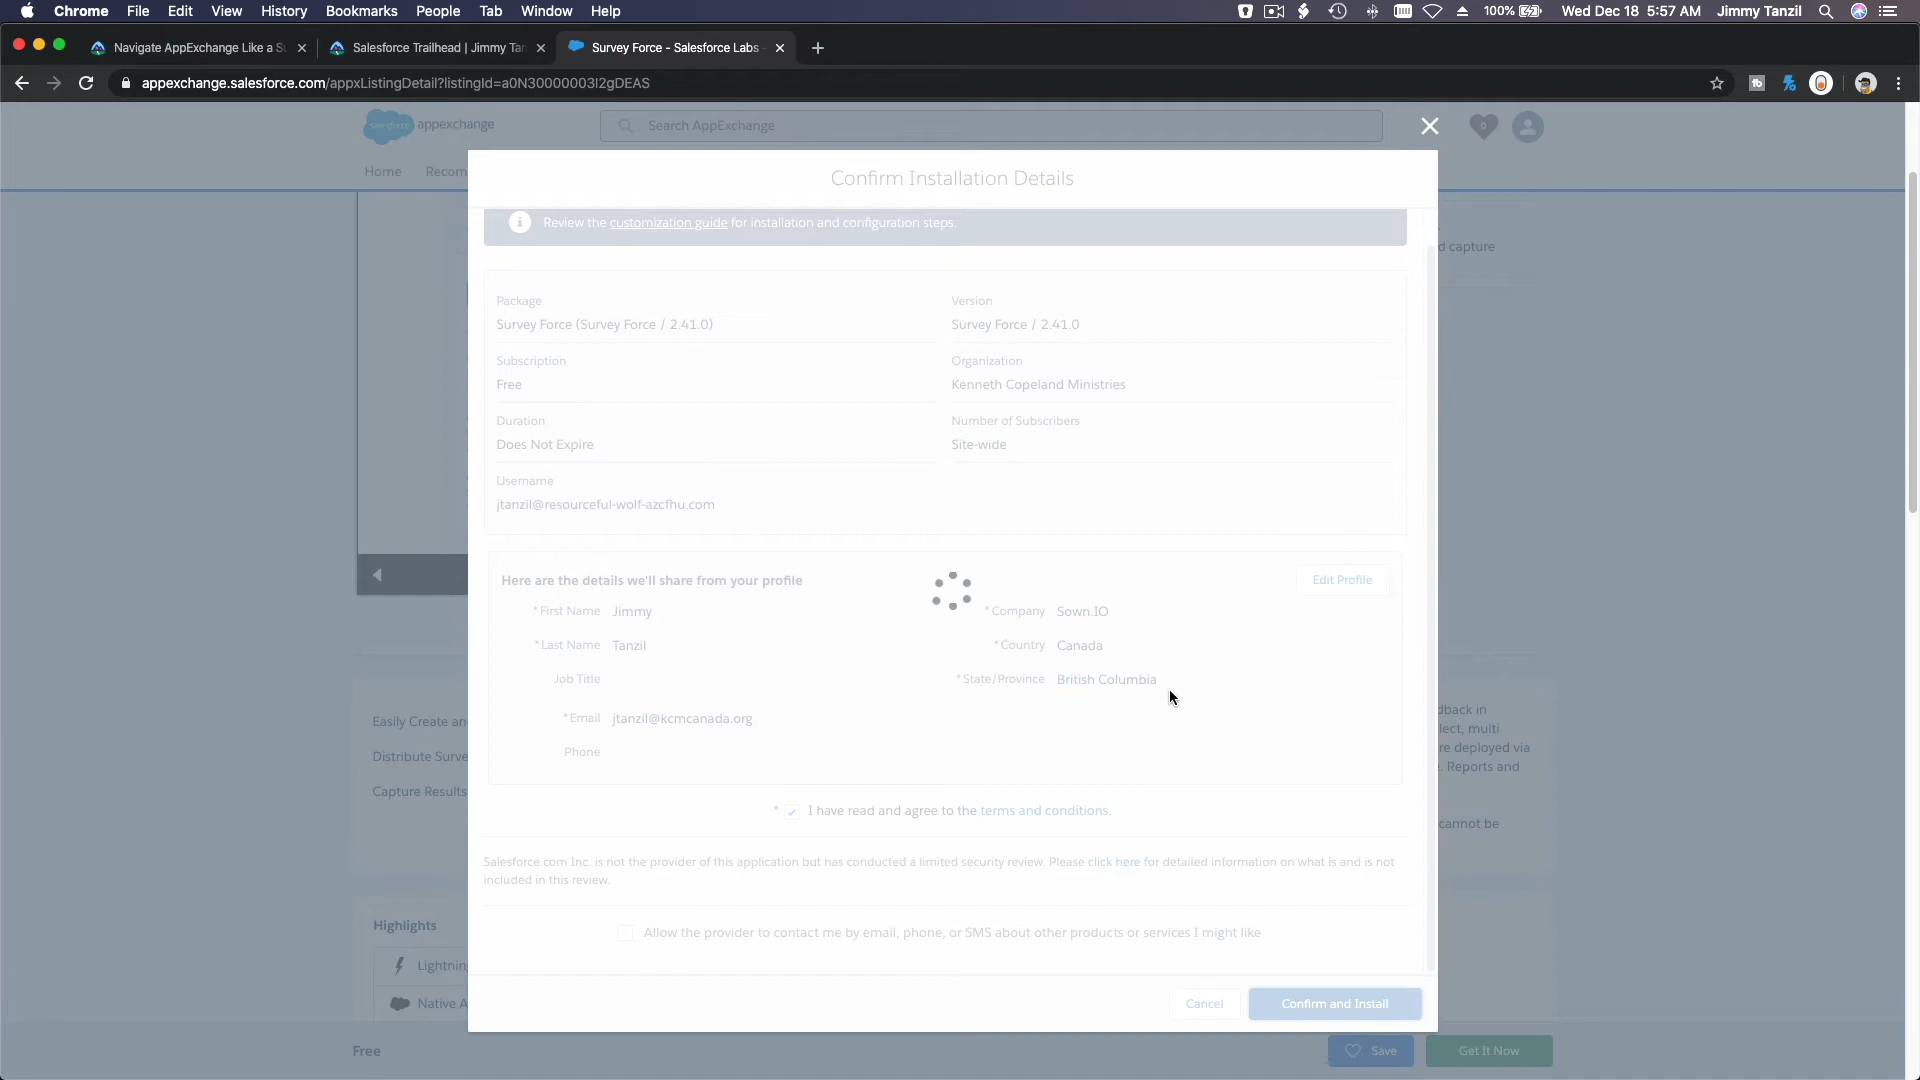 Chrome File Edit View History Bookmarks People Tab Window Help 100% Wed Dec 18 5:57 AM Jimmy Tanzil
Navigate AppExchange Like a Su Salesforce Trailhead | Jimmy Tan Survey Force - Salesforce Labs -
appexchange.salesforce.com/appxListingDetail?listingId=a0N30000003I2gDEAS
salesforce appexchange Search AppExchange 0
Home Recom
Confirm Installation Details
Review the customization guide for installation and configuration steps.
d capture
Package Version
Survey Force (Survey Force / 2.41.0) Survey Force / 2.41.0
Subscription Organization
Free Kenneth Copeland Ministries
Duration Number of Subscribers
Does Not Expire Site-wide
Username
jtanzil@resourceful-wolf-azcfhu.com
Here are the details we'll share from your profile Edit Profile
* First Name Jimmy * Company Sown.IO
* Last Name Tanzil * Country Canada
Job Title * State/Province British Columbia
* Email jtanzil@kcmcanada.org
Phone
Easily Create an
Distribute Surve
Capture Results
dback in
lect, multi
re deployed via
e. Reports and
cannot be
* I have read and agree to the terms and conditions.
Salesforce.com Inc. is not the provider of this application but has conducted a limited security review. Please click here for detailed information on what is and is not
included in this review.
Highlights
Allow the provider to contact me by email, phone, or SMS about other products or services I might like
Lightning
Native A
Cancel Confirm and Install
Free Save Get It Now